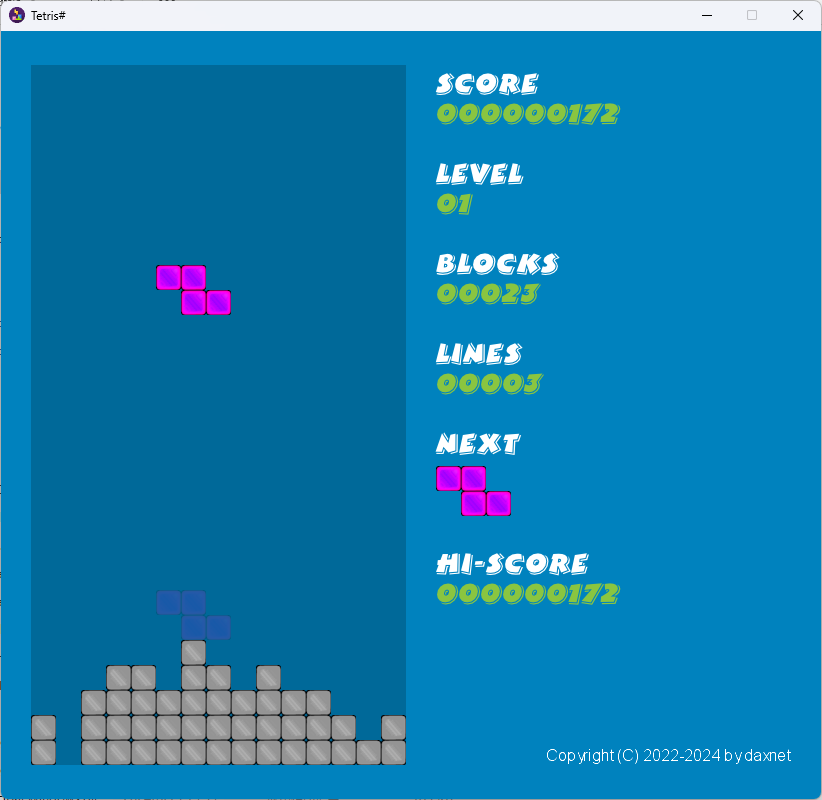 Tetris#
SCORE
000000172
LEVEL
01
BLOCKS
00023
LINES
00003
NEXT
HI-SCORE
000000172
Copyright (C) 2022-2024 by daxnet